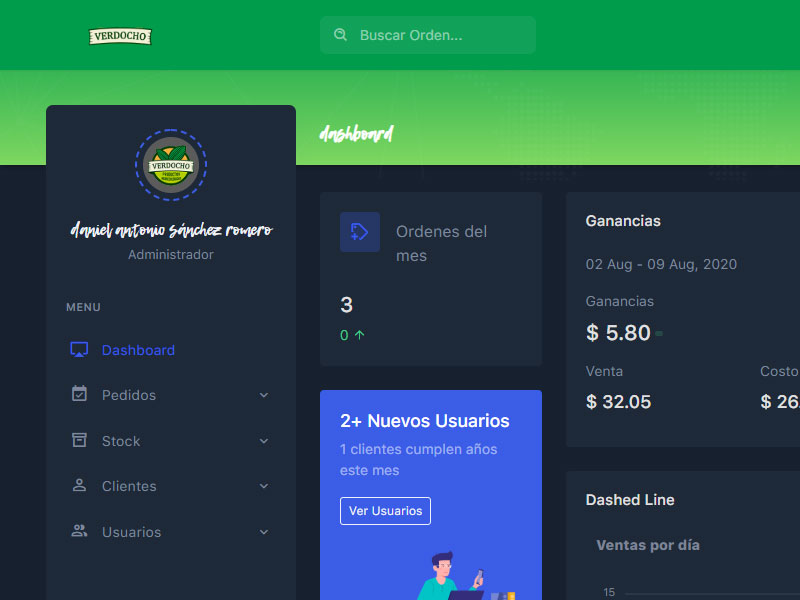 VERDOCHO
Buscar Orden...
dashboard
VERDOCHO
daniel antonio sánchez romero
Administrador
MENU
Dashboard
Pedidos
Stock
Clientes
Usuarios
Ordenes del
mes
3
0
2+ Nuevos Usuarios
1 clientes cumplen años
este mes
Ver Usuarios
Ganancias
02 Aug - 09 Aug, 2020
Ganancias
$ 5.80
Venta
Costo
$ 32.05
$ 26.
Dashed Line
Ventas por día
15